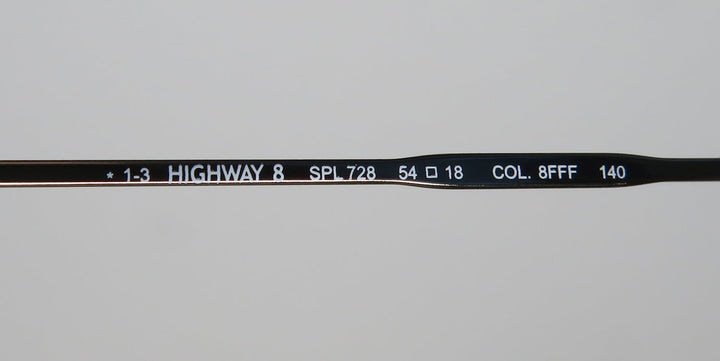 * 1-3 HIGHWAY 8 SPL 728 54 □ 18 COL. 8FFF 140